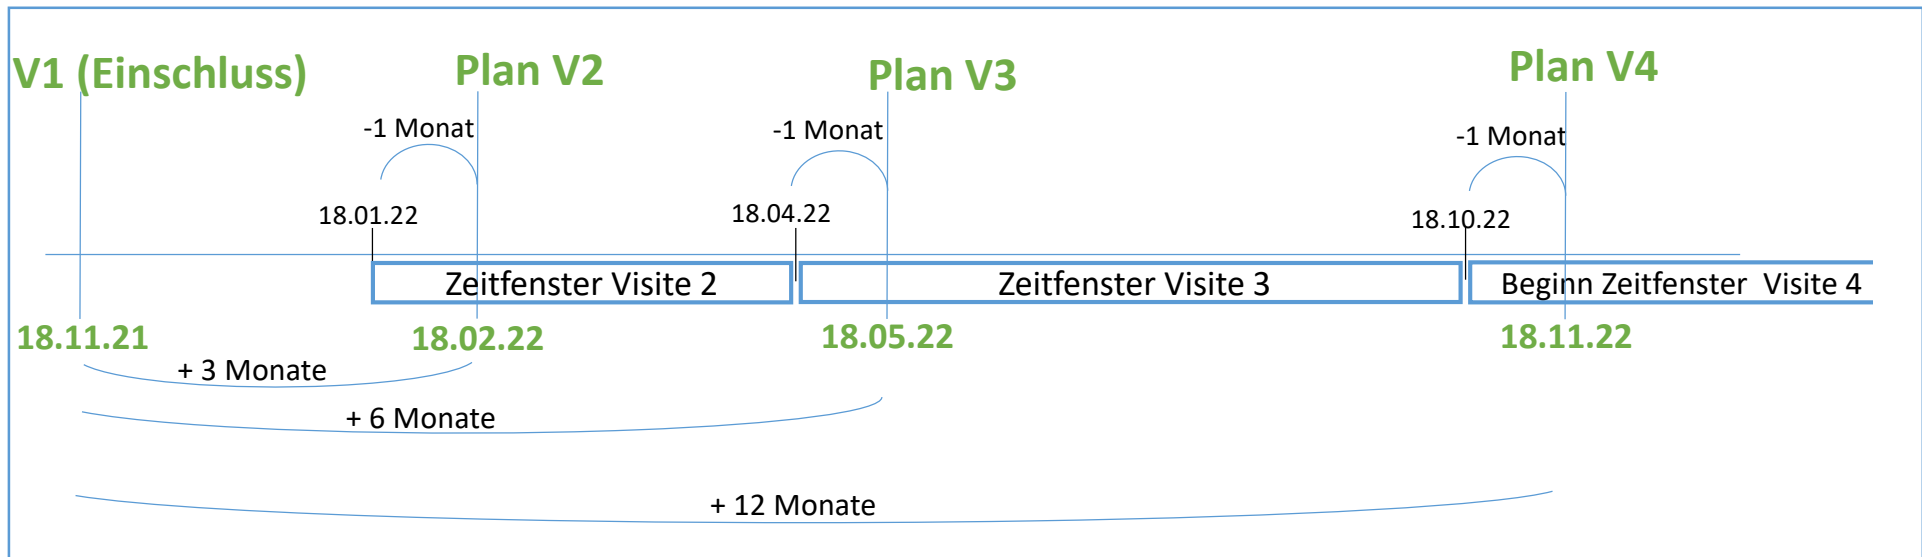 V1 (Einschluss)
Plan V2
Plan V3
Plan V4
-1 Monat
-1 Monat
-1 Monat
18.01.22
18.04.22
18.10.22
Zeitfenster Visite 2
Zeitfenster Visite 3
Beginn Zeitfenster Visite 4
18.11.21
18.02.22
18.05.22
18.11.22
+ 3 Monate
+ 6 Monate
+ 12 Monate